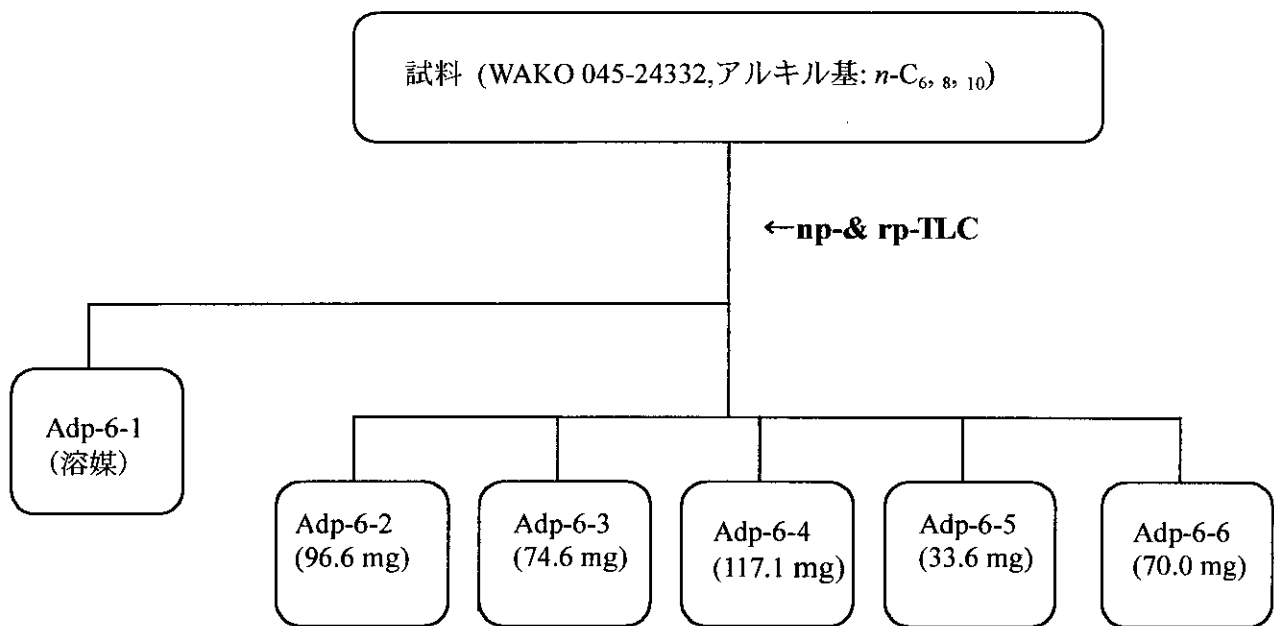 試料 (WAKO 045-24332,アルキル基: n-C6, 8, 10)
←np-& rp-TLC
Adp-6-1
(溶媒)
Adp-6-2
(96.6 mg)
Adp-6-3
(74.6 mg)
Adp-6-4
(117.1 mg)
Adp-6-5
(33.6 mg)
Adp-6-6
(70.0 mg)